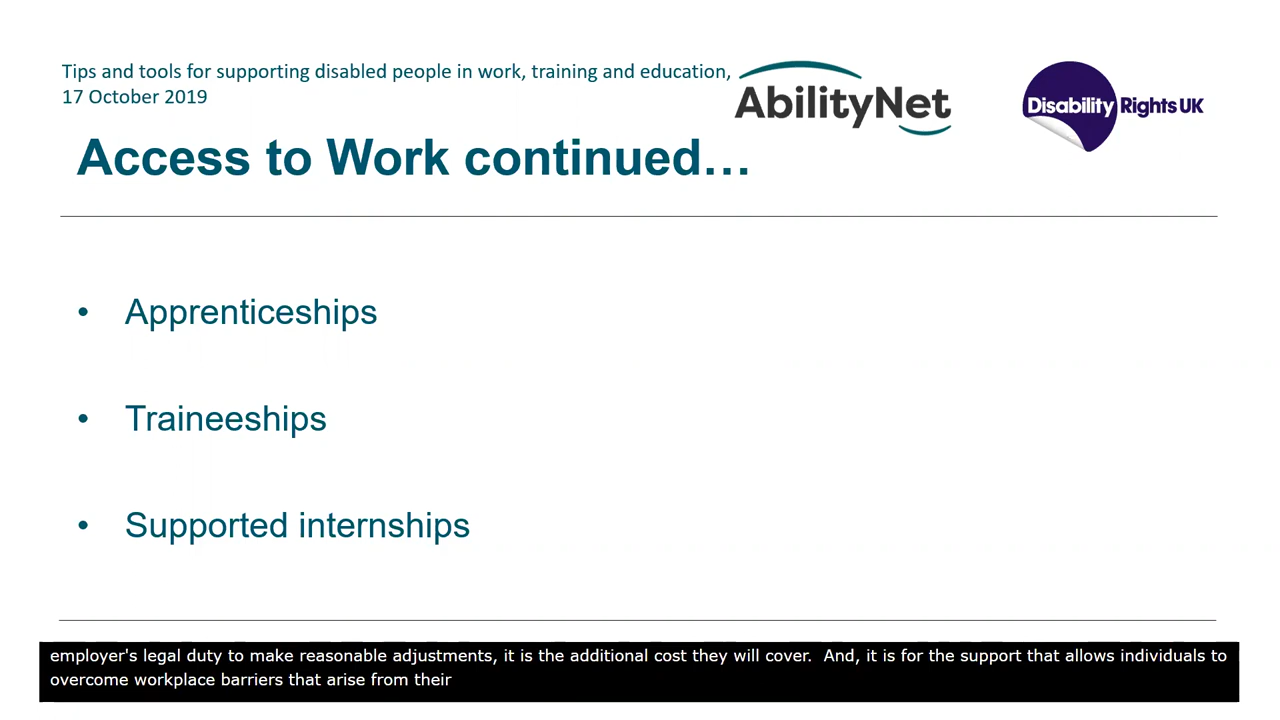 Tips and tools for supporting disabled people in work, training and education,
17 October 2019
AbilityNet
Disability Rights UK
Access to Work continued…
• Apprenticeships
• Traineeships
• Supported internships
employer's legal duty to make reasonable adjustments, it is the additional cost they will cover.  And, it is for the support that allows individuals to
overcome workplace barriers that arise from their